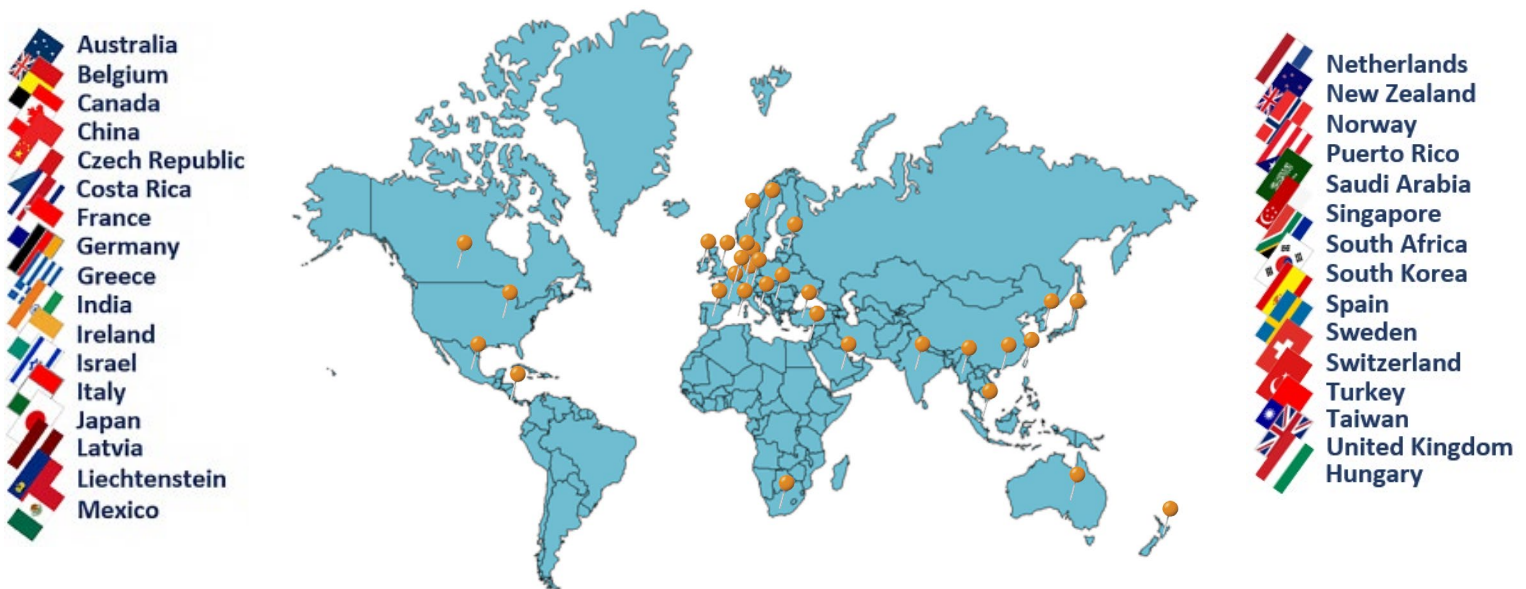 Australia
Belgium
Canada
China
Czech Republic
Costa Rica
France
Germany
Greece
India
Ireland
Israel
Italy
Japan
Latvia
Liechtenstein
Mexico
Netherlands
New Zealand
Norway
Puerto Rico
Saudi Arabia
Singapore
South Africa
South Korea
Spain
Sweden
Switzerland
Turkey
Taiwan
United Kingdom
Hungary